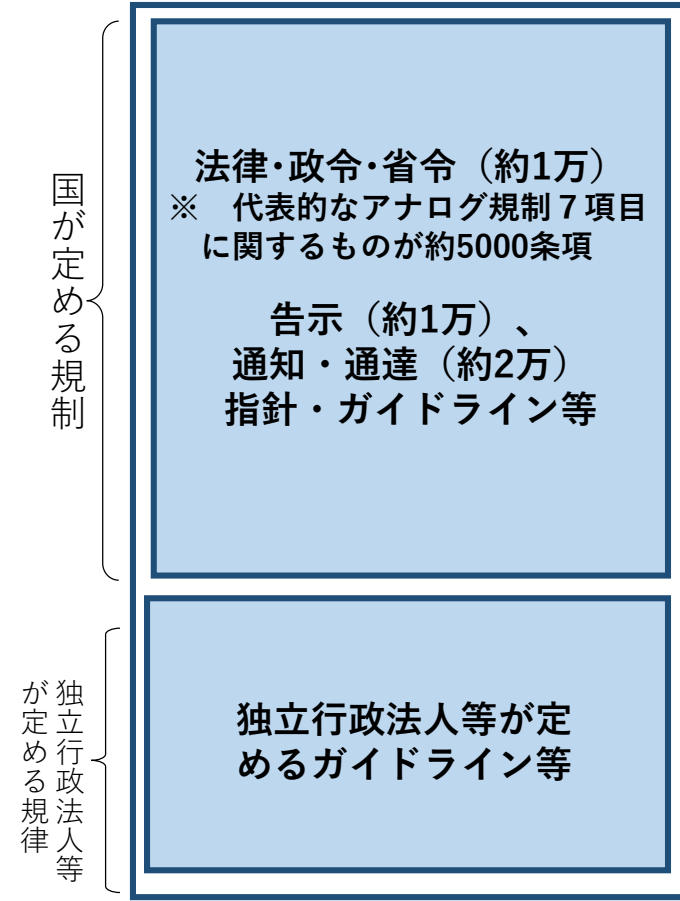 国が定める規制
法律･政令･省令（約1万）
※　代表的なアナログ規制７項目
に関するものが約5000条項
告示（約1万）、
通知・通達（約2万）
指針・ガイドライン等
独立行政法人等
が定める規律
独立行政法人等が定
めるガイドライン等